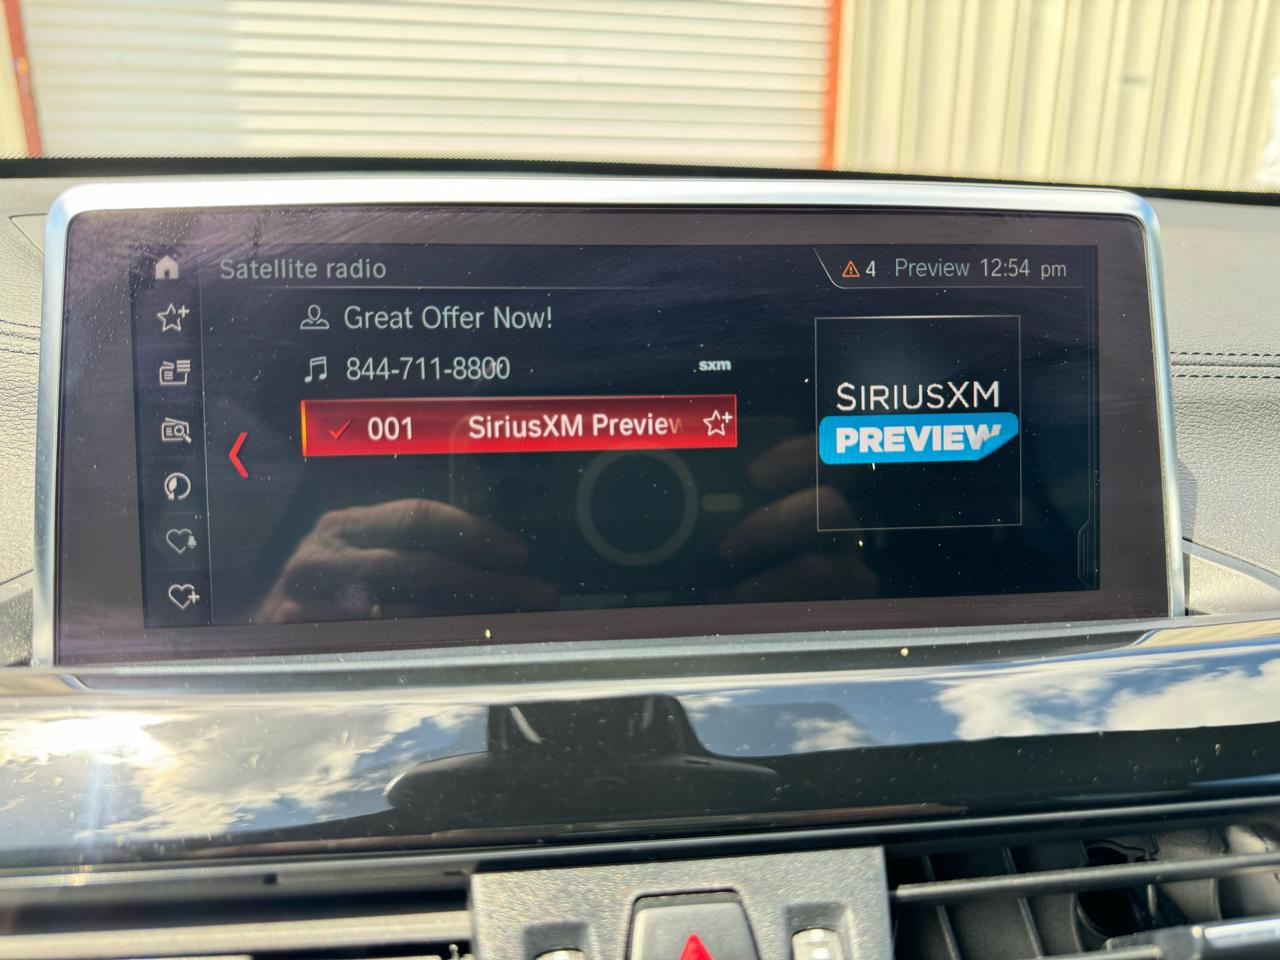 Satellite radio
4 Preview 12:54 pm
Great Offer Now!
844-711-8800 sxm
001 SiriusXM Preview
SIRIUSXM
PREVIEW